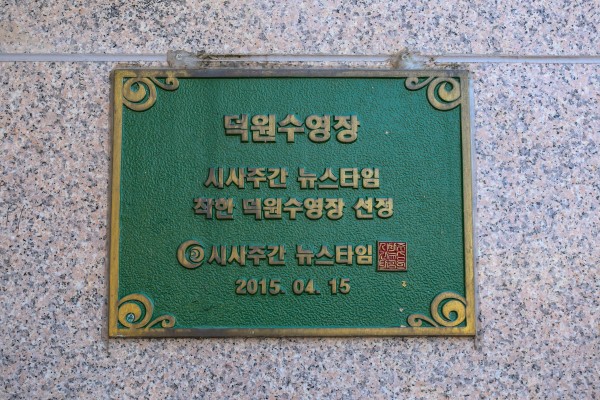 덕원수영장
시사주간 뉴스타임
착한 덕원수영장 선정
시사주간 뉴스타임
2015. 04. 15